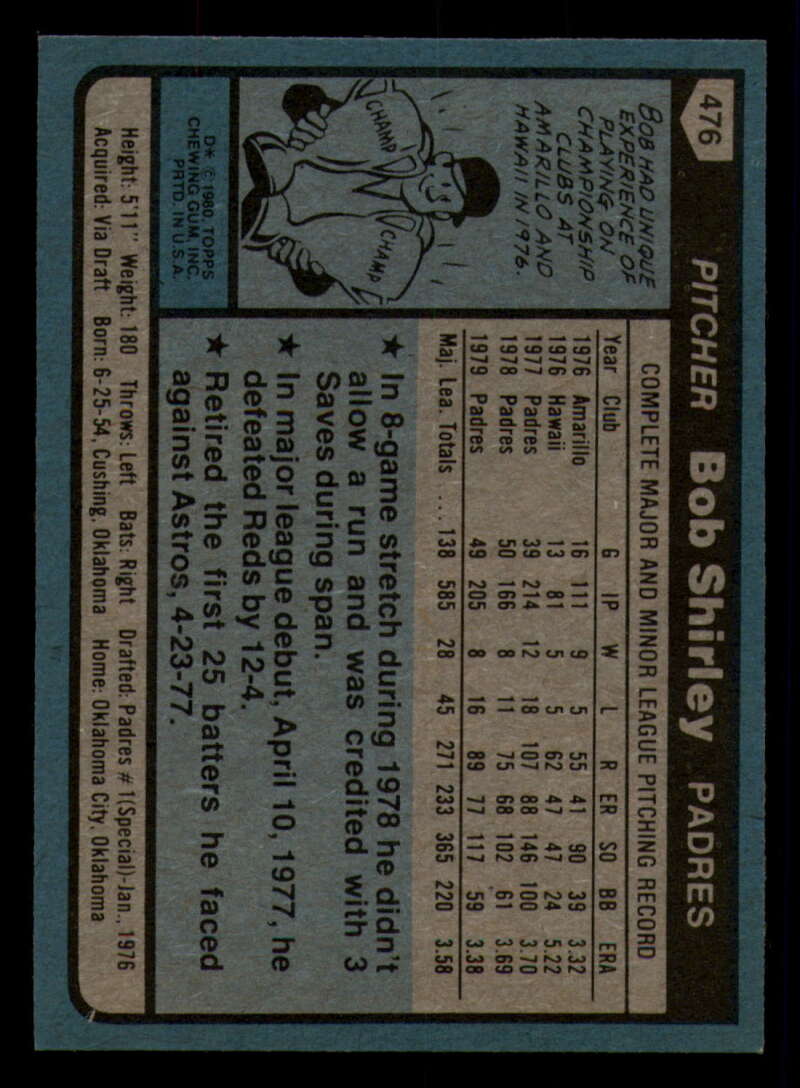 476
PITCHER Bob Shirley PADRES
BOB HAD UNIQUE
EXPERIENCE OF
PLAYING ON
CHAMPIONSHIP
CLUBS AT
AMARILLO AND
HAWAII IN 1976.
CHAMP
CHAMP
D* © 1980 TOPPS
CHEWING GUM, INC.
PRTD. IN U.S.A.
COMPLETE MAJOR AND MINOR LEAGUE PITCHING RECORD
Year Club G IP W L R ER SO BB ERA
1976 Amarillo 16 111 9 5 55 41 90 39 3.32
1976 Hawaii 13 81 5 5 62 47 47 24 5.22
1977 Padres 39 214 12 18 107 88 146 100 3.70
1978 Padres 50 166 8 11 75 68 102 61 3.69
1979 Padres 49 205 8 16 89 77 117 59 3.38
Maj. Lea. Totals ... 138 585 28 45 271 233 365 220 3.58
★ In 8-game stretch during 1978 he didn't
allow a run and was credited with 3
Saves during span.
★ In major league debut, April 10, 1977, he
defeated Reds by 12-4.
★ Retired the first 25 batters he faced
against Astros, 4-23-77.
Height: 5'11" Weight: 180 Throws: Left Bats: Right Drafted: Padres #1(Special)-Jan., 1976
Acquired: Via Draft Born: 6-25-54, Cushing, Oklahoma Home: Oklahoma City, Oklahoma